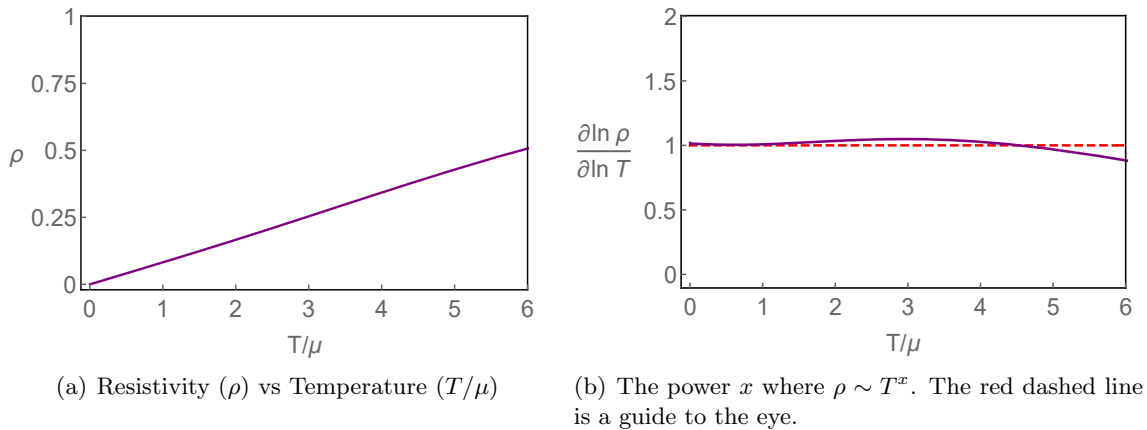 1
0.75
0.5
0.25
0
ρ
0 1 2 3 4 5 6
T/μ
(a) Resistivity (ρ) vs Temperature (T/μ)
2
1.5
1
0.5
0
∂ln ρ
∂ln T
0 1 2 3 4 5 6
T/μ
(b) The power x where ρ ∼ Tˣ. The red dashed line
is a guide to the eye.